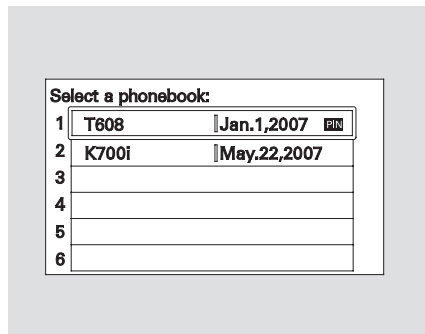 Select a phonebook:
1 T608 Jan.1,2007 PIN
2 K700i May.22,2007
3
4
5
6